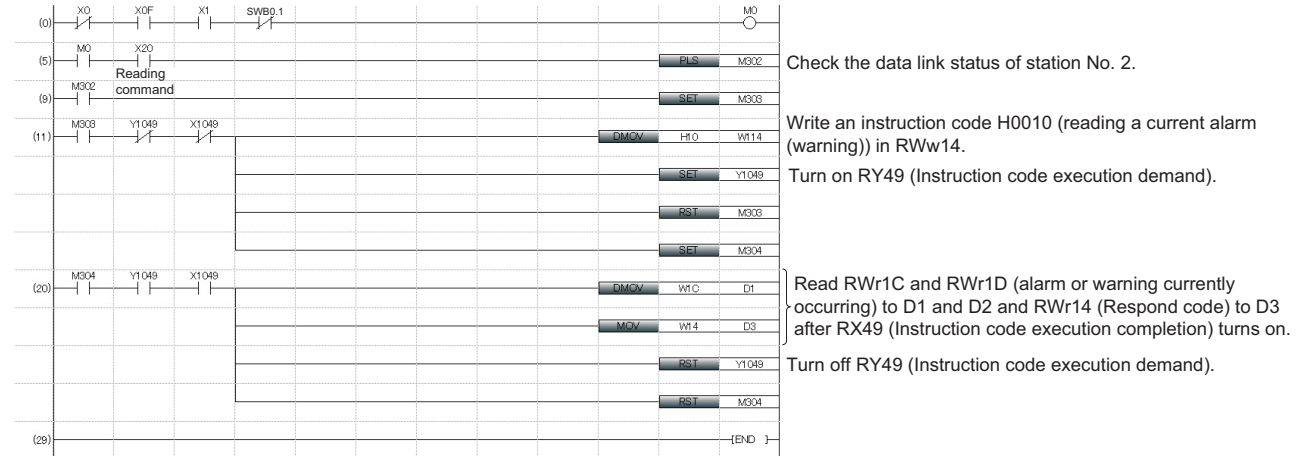 X0 X0F X1 SWB0.1 M0
(0)
M0 X20
(5) PLS M302 Check the data link status of station No. 2.
Reading
command
M302
(9) SET M303
M303 Y1049 X1049
(11) DMOV H10 W114
Write an instruction code H0010 (reading a current alarm
(warning)) in RWw14.
SET Y1049 Turn on RY49 (Instruction code execution demand).
RST M303
SET M304
M304 Y1049 X1049
(20) DMOV W1C D1
MOV W14 D3
Read RWr1C and RWr1D (alarm or warning currently
occurring) to D1 and D2 and RWr14 (Respond code) to D3
after RX49 (Instruction code execution completion) turns on.
RST Y1049 Turn off RY49 (Instruction code execution demand).
RST M304
(29) [END ]